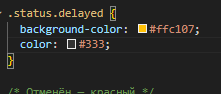 .status.delayed {
background-color: #ffc107;
color: #333;
}
/* Отменён — красный */